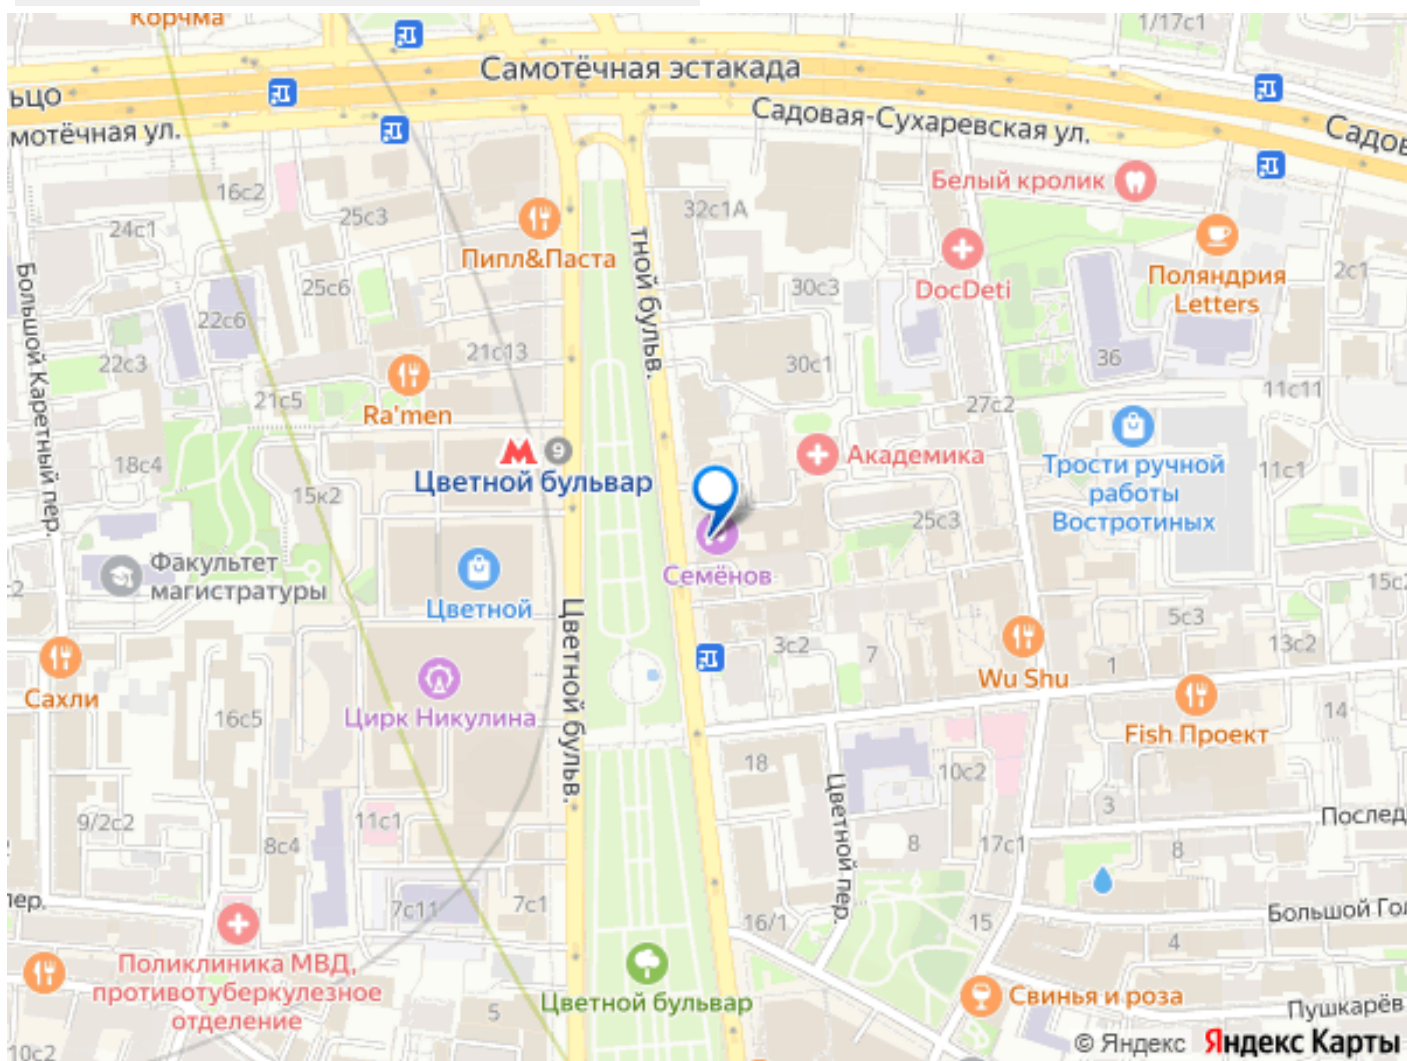 Корчма
1/17с1
Самотёчная эстакада
ьцо
мотёчная ул.
Садовая-Сухаревская ул.
Садов
Белый кролик
16с2
32с1А
25с3
24с1
Пипл&Паста
тной бульв.
DocDeti
Поляндрия
Letters
2с1
Большой Каретный пер.
25с6
30с3
22с6
21с13
36
22с3
30с1
11с11
21с5
Ra'men
27с2
9
Академика
18с4
Цветной бульвар
Трости ручной
работы
Востротиных
11с1
15к2
25с3
Факультет
магистратуры
Семёнов
15с2
Цветной
Цветной бульв.
5с3
3с2
7
13с2
1
Wu Shu
Сахли
Цирк Никулина
16с5
Fish Проект
14
18
10с2
Цветной пер.
3
9/2с2
11с1
Послед
8с4
8
17с1
8
пер.
7с11
7с1
16/1
15
Большой Гол
4
Поликлиника МВД,
противотуберкулезное
отделение
Цветной бульвар
Свинья и роза
Пушкарёв
5
10с2
© Яндекс Яндекс Карты